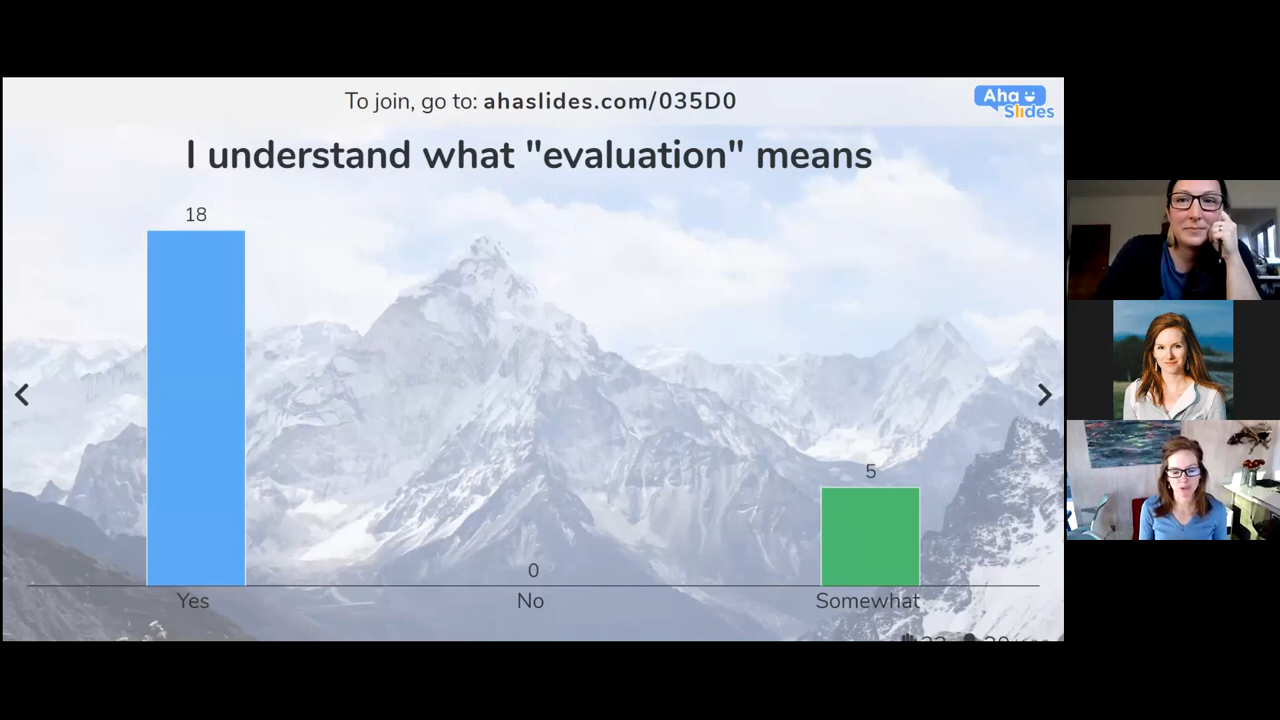 To join, go to: ahaslides.com/035D0
Aha
Slides
I understand what "evaluation" means
18
5
0
Yes
No
Somewhat